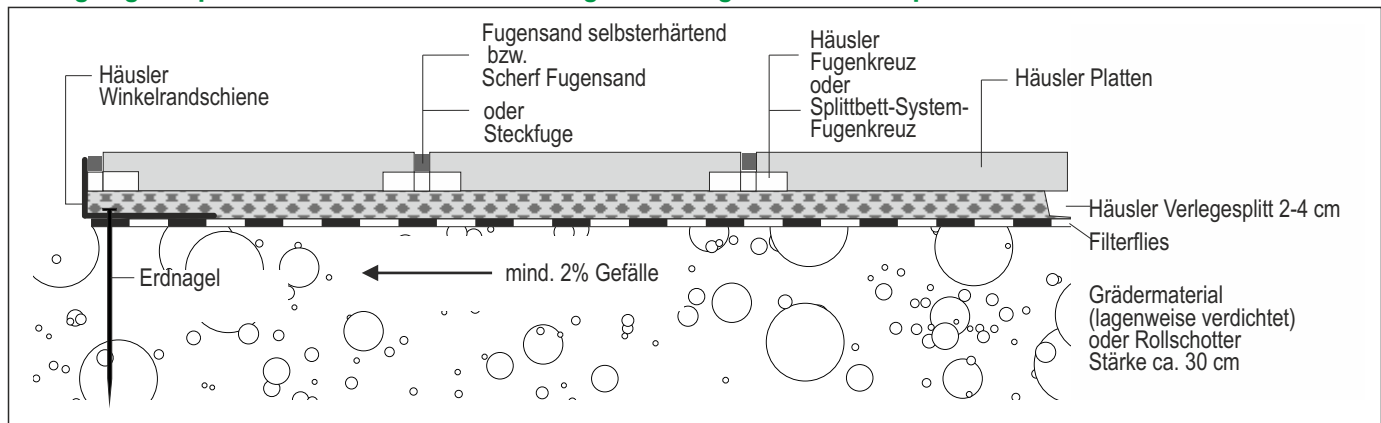 Häusler
Winkelrandschiene
Fugensand selbsterhärtend
bzw.
Scherf Fugensand
oder
Steckfuge
Häusler
Fugenkreuz
oder
Splittbett-System-
Fugenkreuz
Häusler Platten
Häusler Verlegesplitt 2-4 cm
Filterflies
Erdnagel
mind. 2% Gefälle
Grädermaterial
(lagenweise verdichtet)
oder Rollschotter
Stärke ca. 30 cm